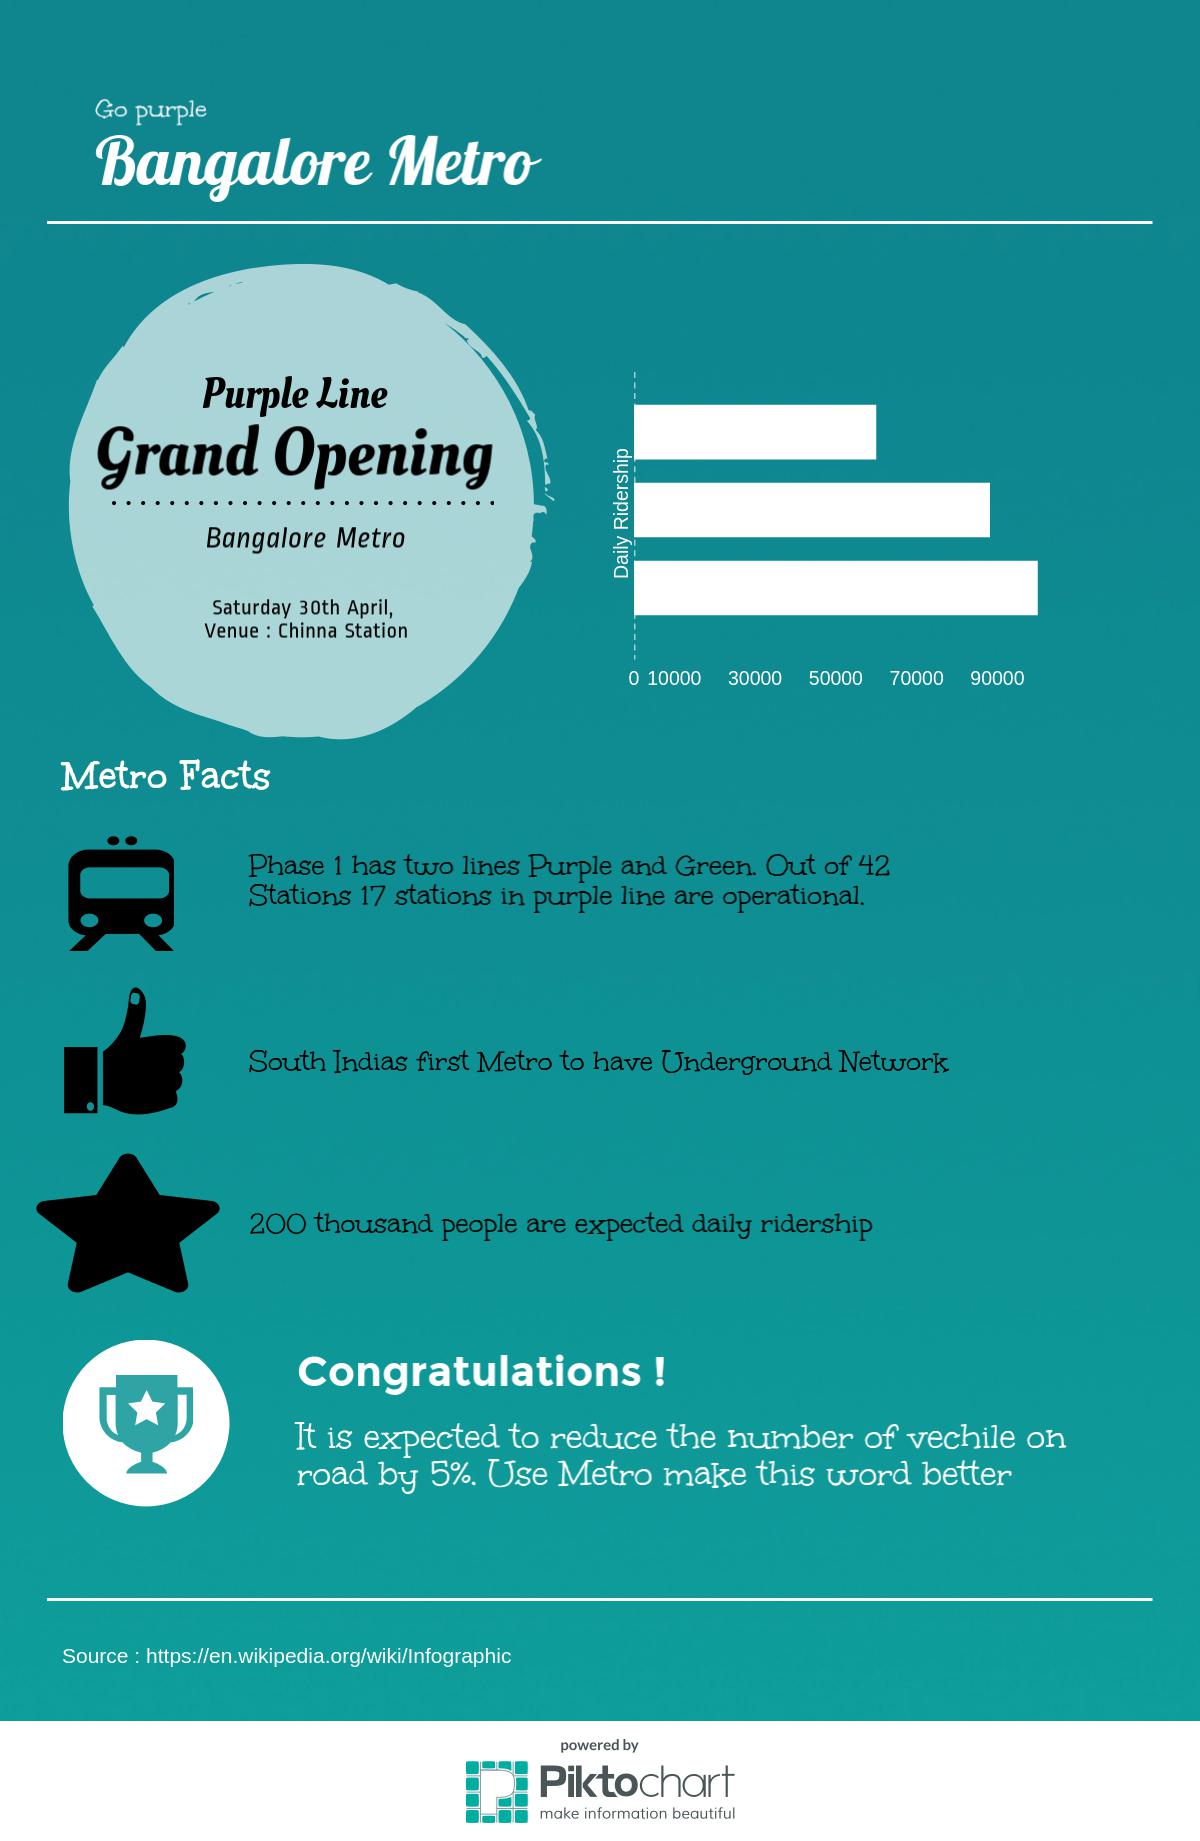 Go purple
Bangalore Metro
Purple Line
Grand Opening
Bangalore Metro
Saturday 30th April,
Venue : Chinna Station
Daily Ridership
0 10000 30000 50000 70000 90000
Metro Facts
Phase 1 has two lines Purple and Green. Out of 42
Stations 17 stations in purple line are operational.
South Indias first Metro to have Underground Network
200 thousand people are expected daily ridership
Congratulations !
It is expected to reduce the number of vechile on
road by 5%. Use Metro make this word better
Source : https://en.wikipedia.org/wiki/Infographic
powered by
Piktochart
make information beautiful